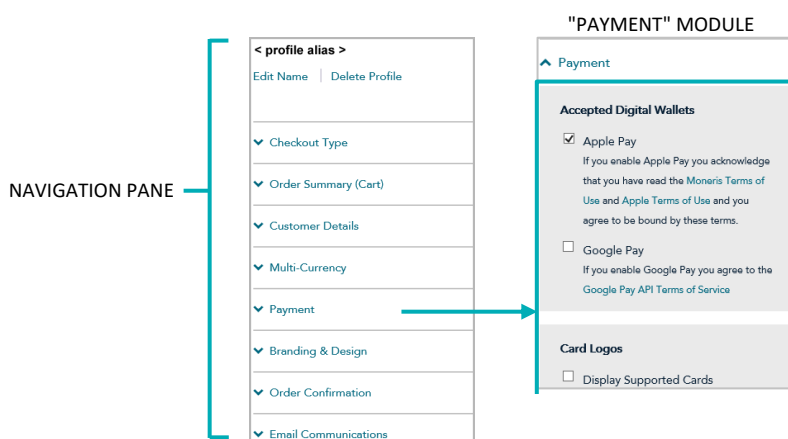 "PAYMENT" MODULE
NAVIGATION PANE
< profile alias >
Edit Name | Delete Profile
Checkout Type
Order Summary (Cart)
Customer Details
Multi-Currency
Payment
Branding & Design
Order Confirmation
Email Communications
Payment
Accepted Digital Wallets
Apple Pay
If you enable Apple Pay you acknowledge
that you have read the Moneris Terms of
Use and Apple Terms of Use and you
agree to be bound by these terms.
Google Pay
If you enable Google Pay you agree to the
Google Pay API Terms of Service
Card Logos
Display Supported Cards